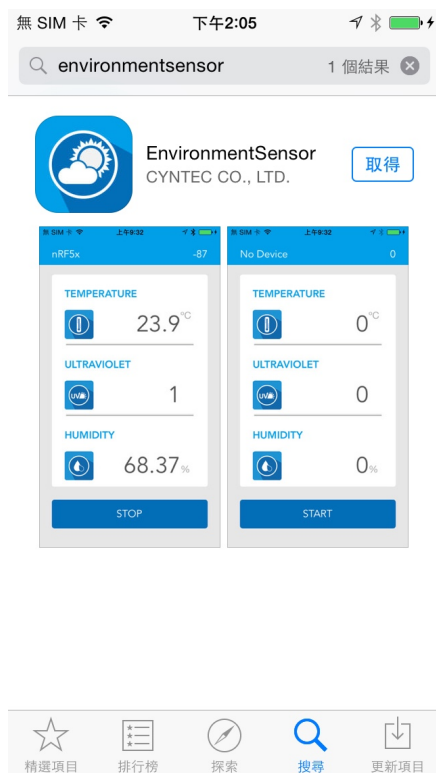 無 SIM 卡 下午2:05
environmentsensor 1 個結果
EnvironmentSensor
CYNTEC CO., LTD.
取得
無 SIM 卡 上午9:32
nRF5x -87
TEMPERATURE
23.9°C
ULTRAVIOLET
UV
1
HUMIDITY
68.37%
STOP
無 SIM 卡 上午9:32
No Device 0
TEMPERATURE
0°C
ULTRAVIOLET
UV
0
HUMIDITY
0%
START
精選項目 排行榜 探索 搜尋 更新項目